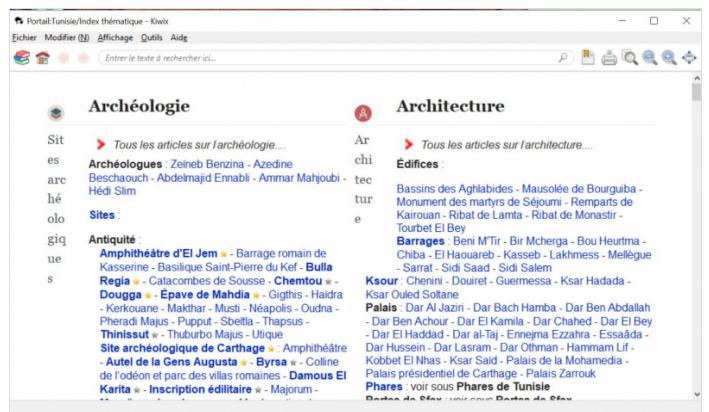 Portail:Tunisie/Index thématique - Kiwix
Eichier Modifier (N) Affichage Outils Aide
Entrer le texte à rechercher ici...
Archéologie
Sit
es
arc
hé
olo
giq
ue
s
Tous les articles sur l'archéologie....
Archéologues : Zeineb Benzina - Azedine
Beschaouch - Abdelmajid Ennabli - Ammar Mahjoubi -
Hédi Slim
Sites :
Antiquité :
Amphithéâtre d'El Jem - Barrage romain de
Kasserine - Basilique Saint-Pierre du Kef - Bulla
Regia - Catacombes de Sousse - Chemtou -
Dougga - Épave de Mahdia - Gigthis - Haidra
- Kerkouane - Makthar - Musti - Néapolis - Oudna -
Pheradi Majus - Pupput - Sbeïtla - Thapsus -
Thinissut - Thuburbo Majus - Utique
Site archéologique de Carthage : Amphithéâtre
- Autel de la Gens Augusta - Byrsa - Colline
de l'odéon et parc des villas romaines - Damous El
Karita - Inscription édilitaire - Majorum -
Architecture
Ar
chi
tec
tur
e
Tous les articles sur l'architecture....
Édifices :
Bassins des Aghlabides - Mausolée de Bourguiba -
Monument des martyrs de Séjoumi - Remparts de
Kairouan - Ribat de Lamta - Ribat de Monastir -
Tourbet El Bey
Barrages : Beni M'Tir - Bir Mcherga - Bou Heurtma -
Chiba - El Haouareb - Kasseb - Lakhmess - Mellègue
- Sarrat - Sidi Saad - Sidi Salem
Ksour : Chenini - Douiret - Guermessa - Ksar Hadada -
Ksar Ouled Soltane
Palais : Dar Al Jaziri - Dar Bach Hamba - Dar Ben Abdallah
- Dar Ben Achour - Dar El Kamila - Dar Chahed - Dar El Bey
- Dar El Haddad - Dar al-Taj - Ennejma Ezzahra - Essaâda -
Dar Hussein - Dar Lasram - Dar Othman - Hammam Lif -
Kobbet El Nhas - Ksar Said - Palais de la Mohamedia -
Palais présidentiel de Carthage - Palais Zarrouk
Phares : voir sous Phares de Tunisie
Portes de Sfax : voir sous Portes de Sfax